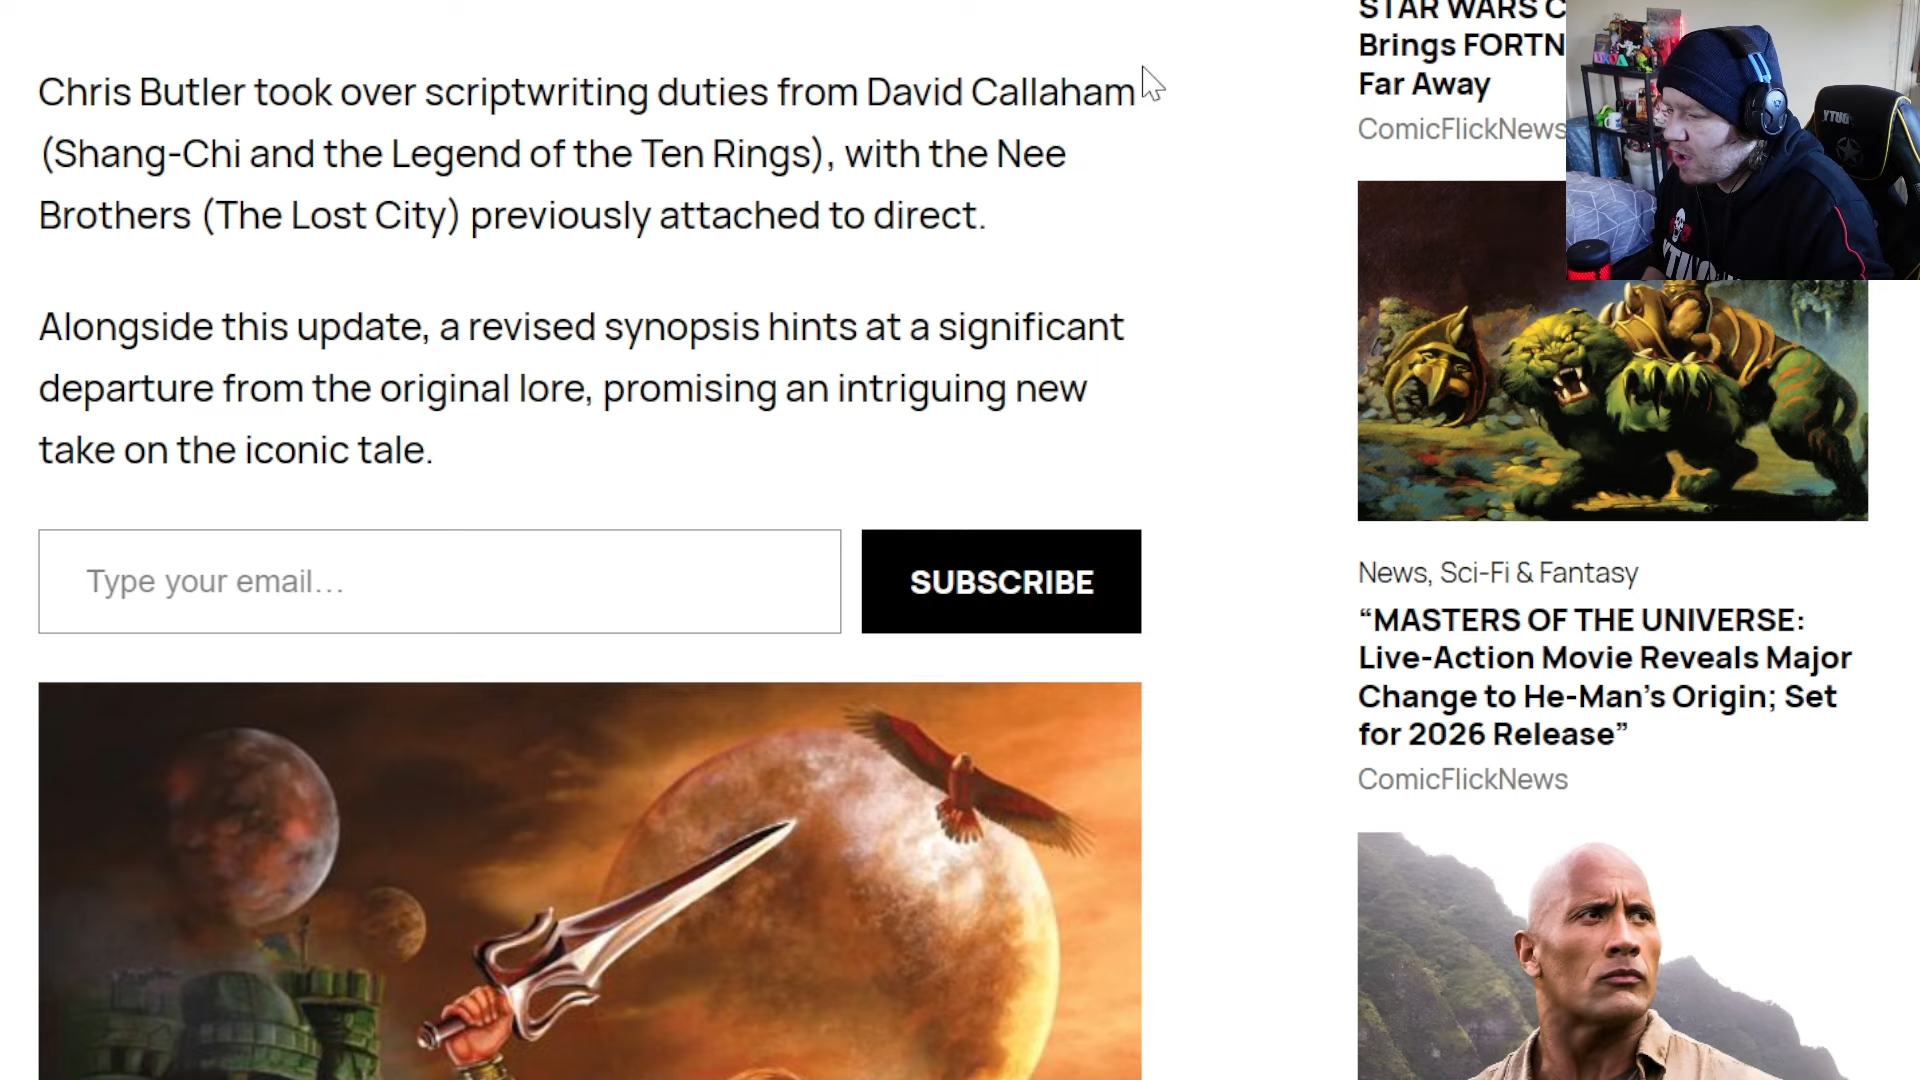 Chris Butler took over scriptwriting duties from David Callaham
(Shang-Chi and the Legend of the Ten Rings), with the Nee
Brothers (The Lost City) previously attached to direct.
Alongside this update, a revised synopsis hints at a significant
departure from the original lore, promising an intriguing new
take on the iconic tale.
Type your email…
SUBSCRIBE
STAR WARS C
Brings FORTN
Far Away
ComicFlickNews
News, Sci-Fi & Fantasy
“MASTERS OF THE UNIVERSE:
Live-Action Movie Reveals Major
Change to He-Man’s Origin; Set
for 2026 Release”
ComicFlickNews